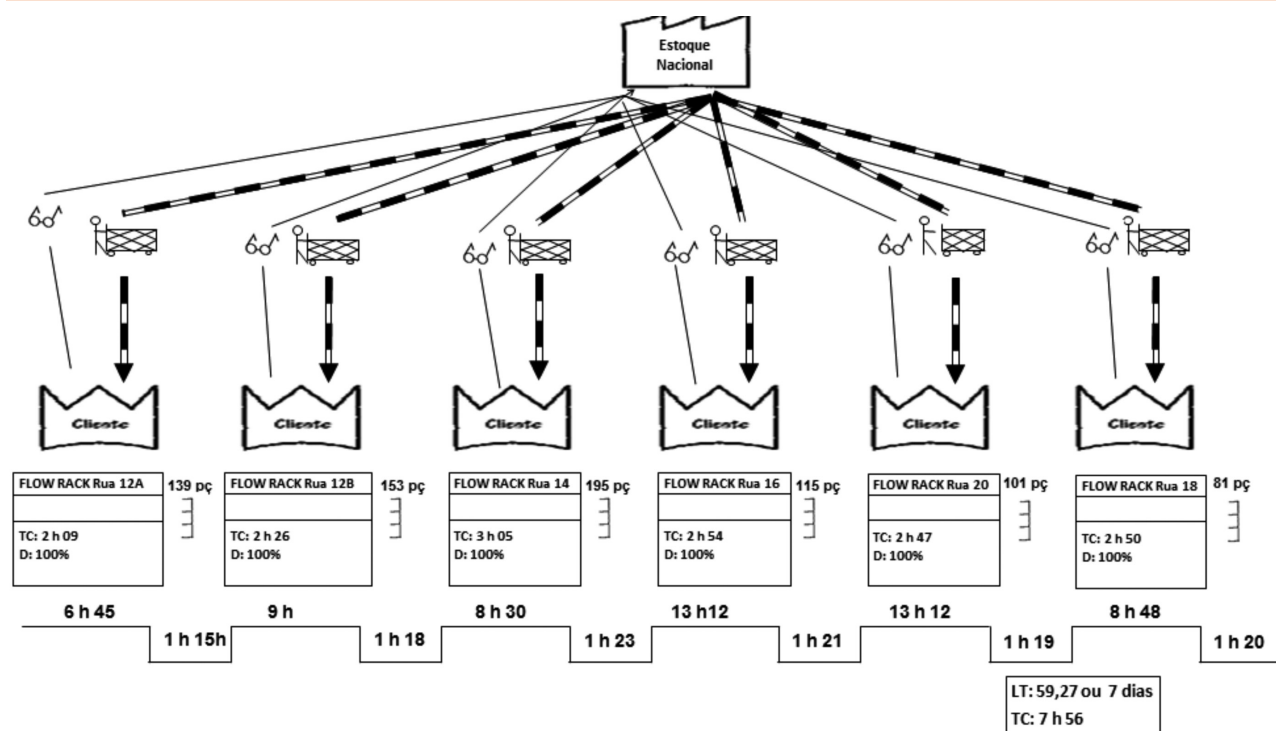 Estoque
Nacional
Cliente
Cliente
Cliente
Cliente
Cliente
Cliente
FLOW RACK Rua 12A
139 pç
TC: 2 h 09
D: 100%
FLOW RACK Rua 12B
153 pç
TC: 2 h 26
D: 100%
FLOW RACK Rua 14
195 pç
TC: 3 h 05
D: 100%
FLOW RACK Rua 16
115 pç
TC: 2 h 54
D: 100%
FLOW RACK Rua 20
101 pç
TC: 2 h 47
D: 100%
FLOW RACK Rua 18
81 pç
TC: 2 h 50
D: 100%
6 h 45
1 h 15h
9 h
1 h 18
8 h 30
1 h 23
13 h12
1 h 21
13 h 12
1 h 19
8 h 48
1 h 20
LT: 59,27 ou 7 dias
TC: 7 h 56